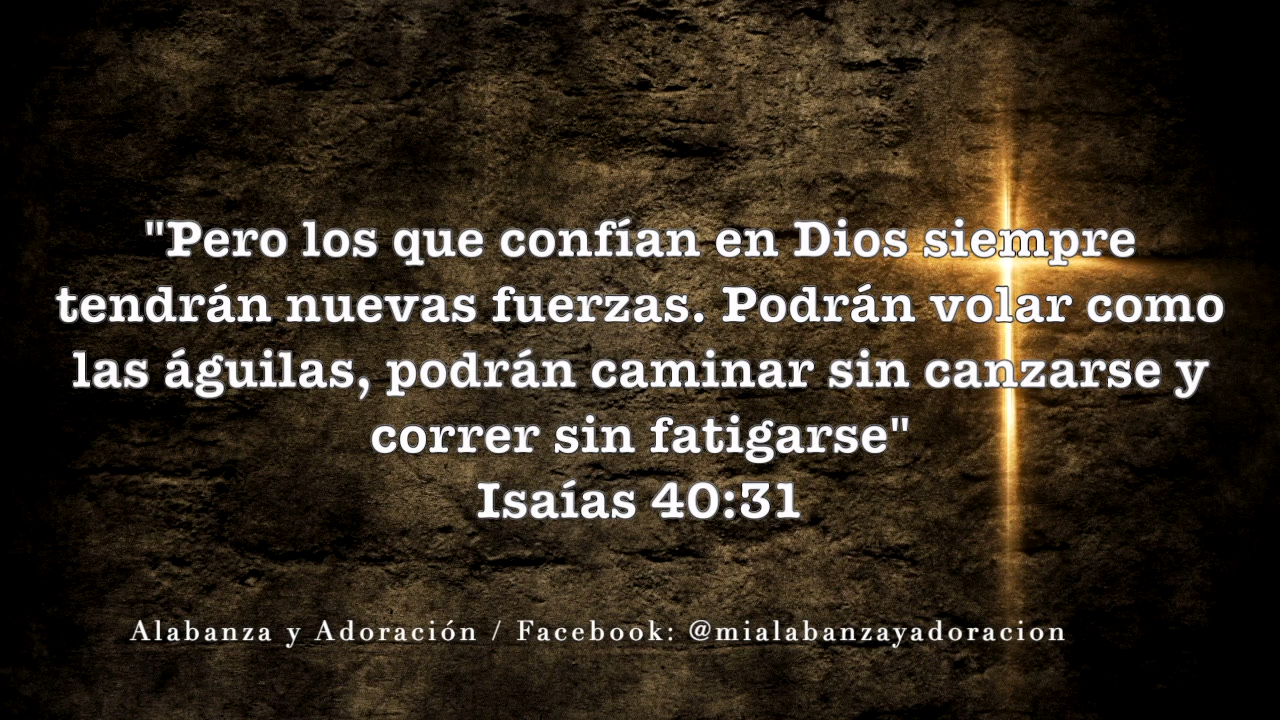 "Pero los que confían en Dios siempre
tendrán nuevas fuerzas. Podrán volar como
las águilas, podrán caminar sin canzarse y
correr sin fatigarse"
Isaías 40:31
Alabanza y Adoración / Facebook: @mialabanzayadoracion